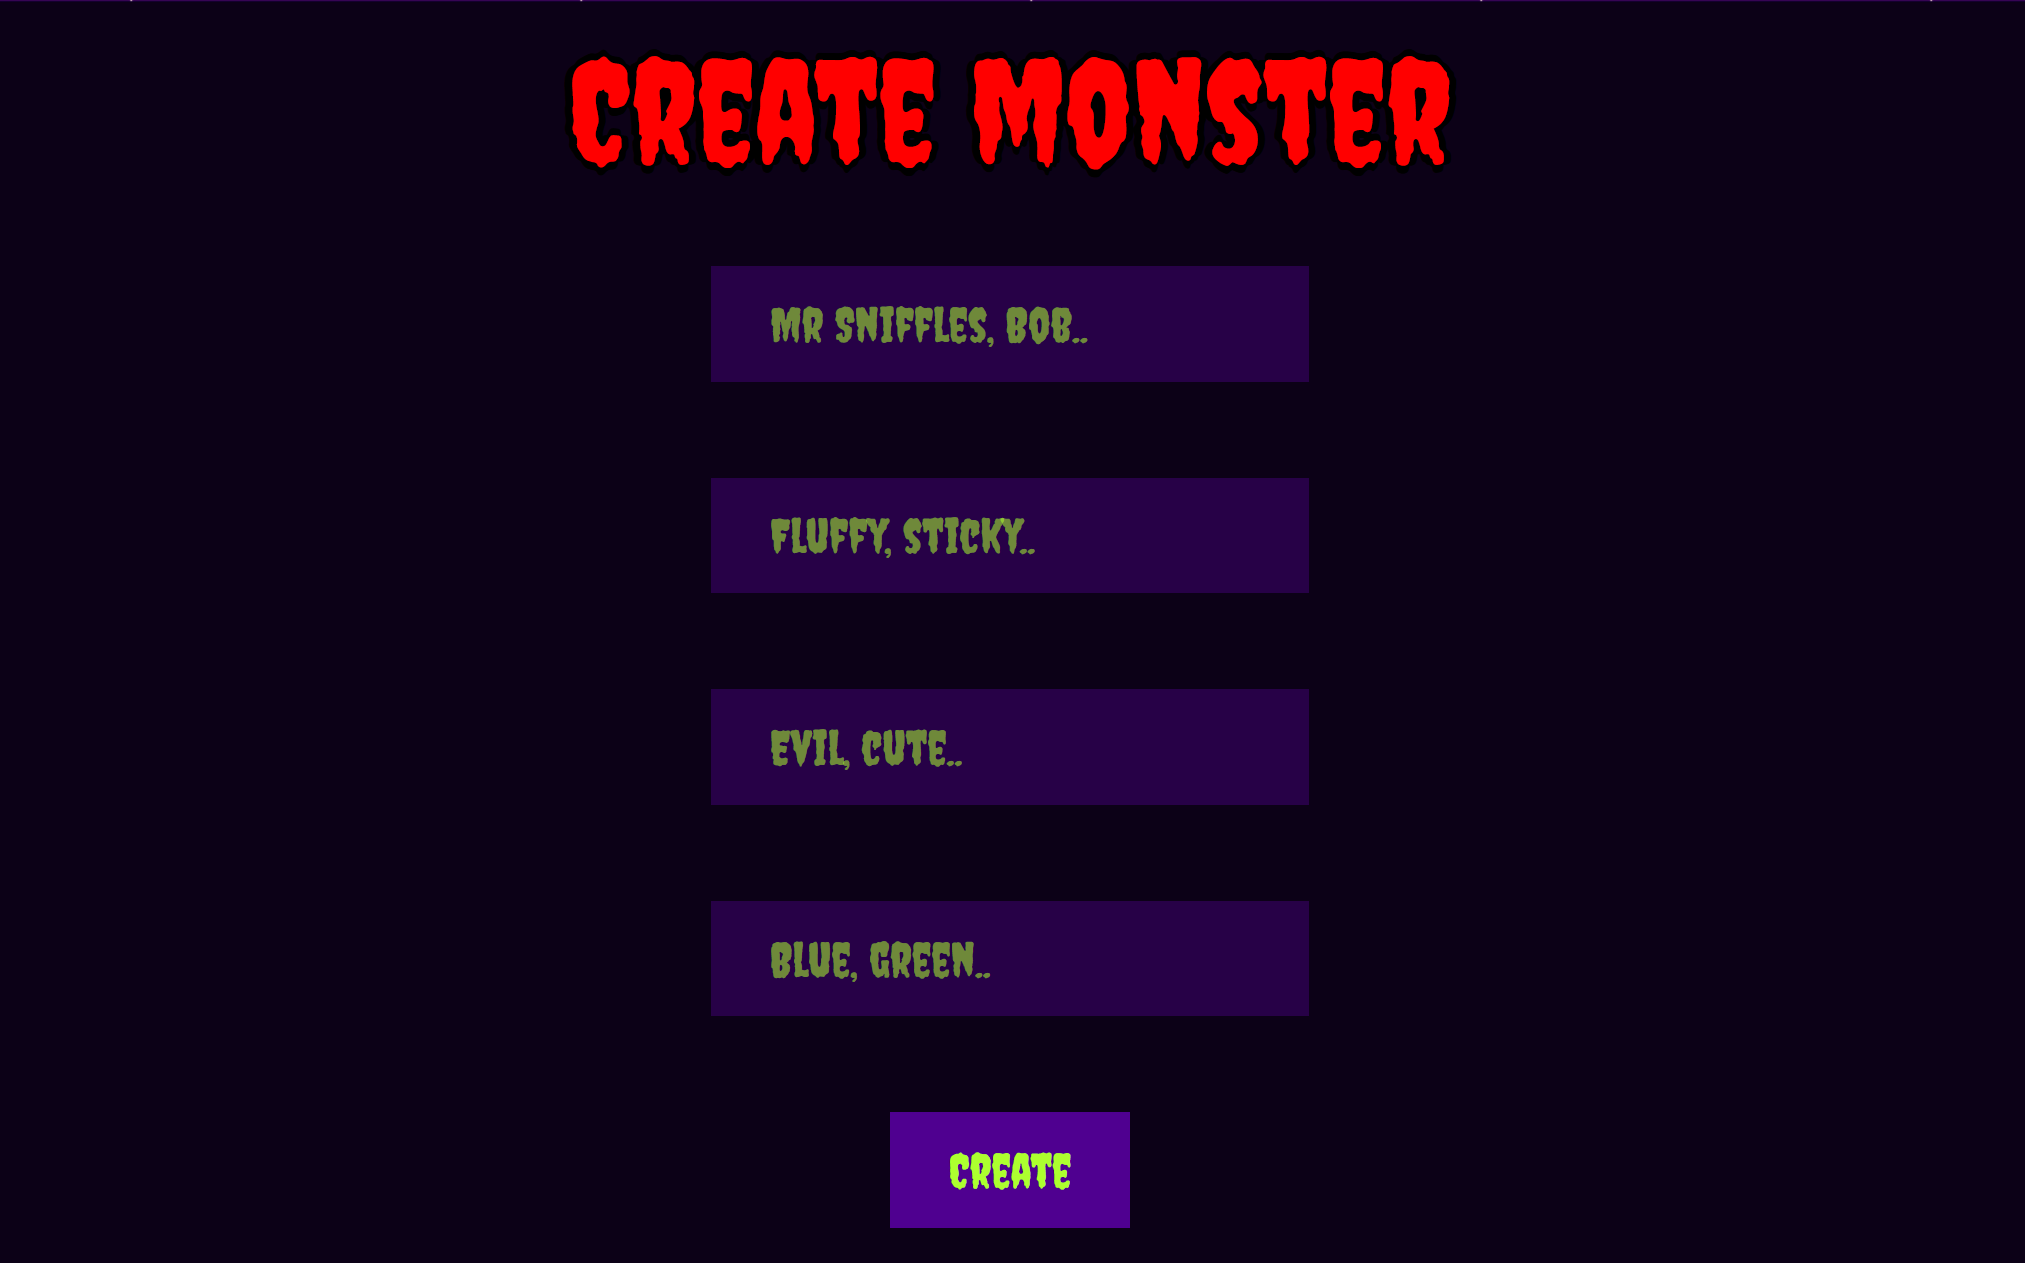 CREATE MONSTER
MR SNIFFLES, BOB..
FLUFFY, STICKY..
EVIL, CUTE..
BLUE, GREEN..
CREATE